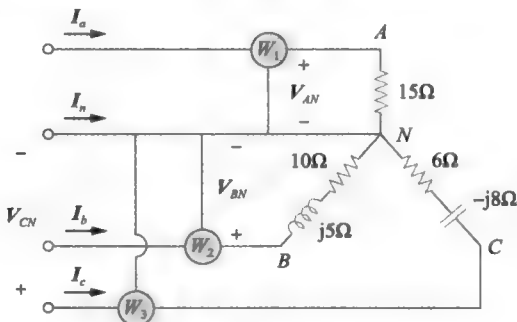 I_a
A
W_1
+
V_AN
15Ω
I_n
-
N
-
-
10Ω
6Ω
V_BN
-j8Ω
V_CN
I_b
j5Ω
+
W_2
B
C
+
I_c
W_3